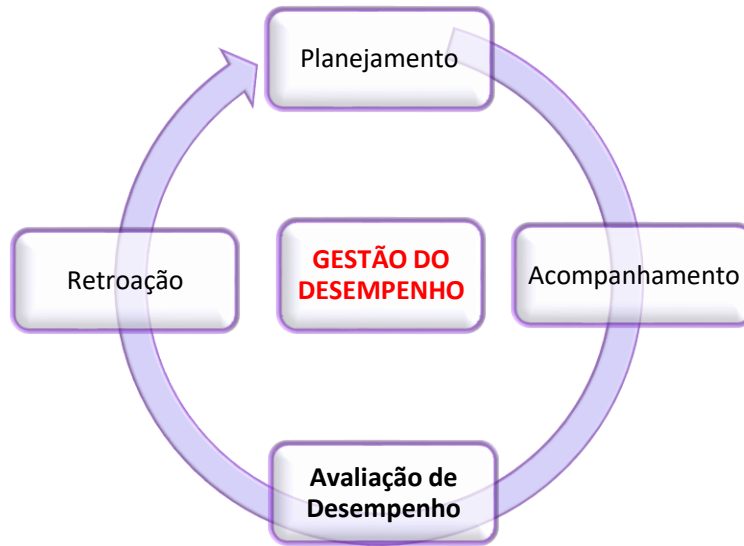 Planejamento
Retroação
GESTÃO DO
DESEMPENHO
Acompanhamento
Avaliação de
Desempenho